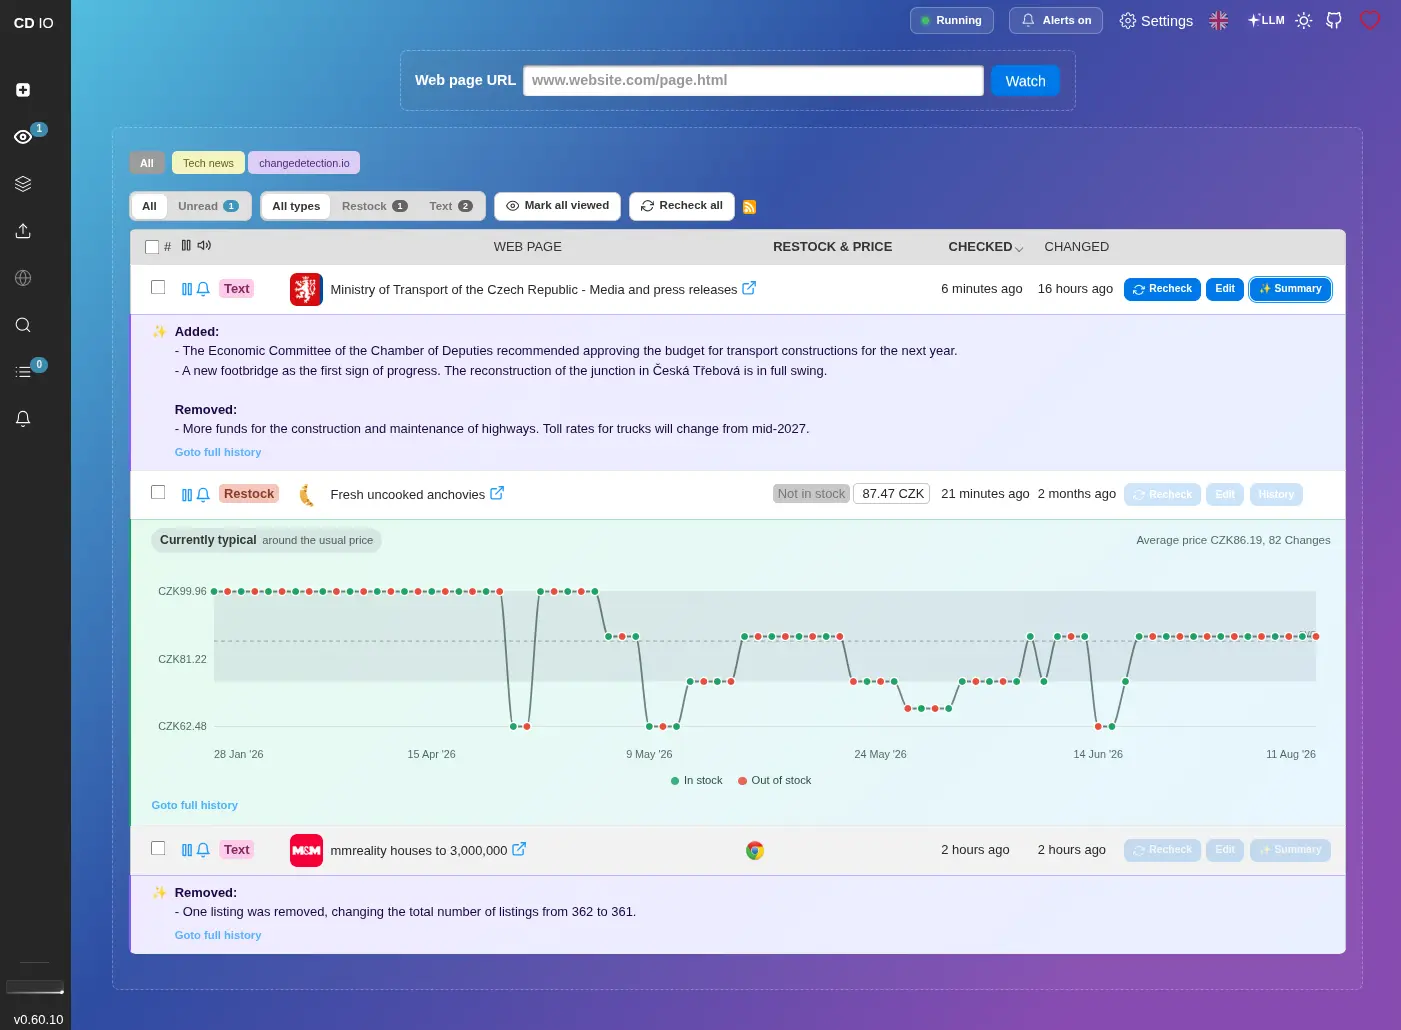 CD IO
Running
Alerts on
Settings
LLM
Web page URL
www.website.com/page.html
Watch
1
0
v0.60.10
All
Tech news
changedetection.io
All
Unread 1
All types
Restock 1
Text 2
Mark all viewed
Recheck all
#
WEB PAGE
RESTOCK & PRICE
CHECKED
CHANGED
Text
Ministry of Transport of the Czech Republic - Media and press releases
6 minutes ago
16 hours ago
Recheck
Edit
✨ Summary
✨ Added:
- The Economic Committee of the Chamber of Deputies recommended approving the budget for transport constructions for the next year.
- A new footbridge as the first sign of progress. The reconstruction of the junction in Česká Třebová is in full swing.
Removed:
- More funds for the construction and maintenance of highways. Toll rates for trucks will change from mid-2027.
Goto full history
Restock
Fresh uncooked anchovies
Not in stock
87.47 CZK
21 minutes ago
2 months ago
Recheck
Edit
History
Currently typical around the usual price
Average price CZK86.19, 82 Changes
CZK99.96
CZK81.22
CZK62.48
28 Jan '26
15 Apr '26
9 May '26
24 May '26
14 Jun '26
11 Aug '26
In stock
Out of stock
Goto full history
Text
M&M
mmreality houses to 3,000,000
2 hours ago
2 hours ago
Recheck
Edit
✨ Summary
✨ Removed:
- One listing was removed, changing the total number of listings from 362 to 361.
Goto full history